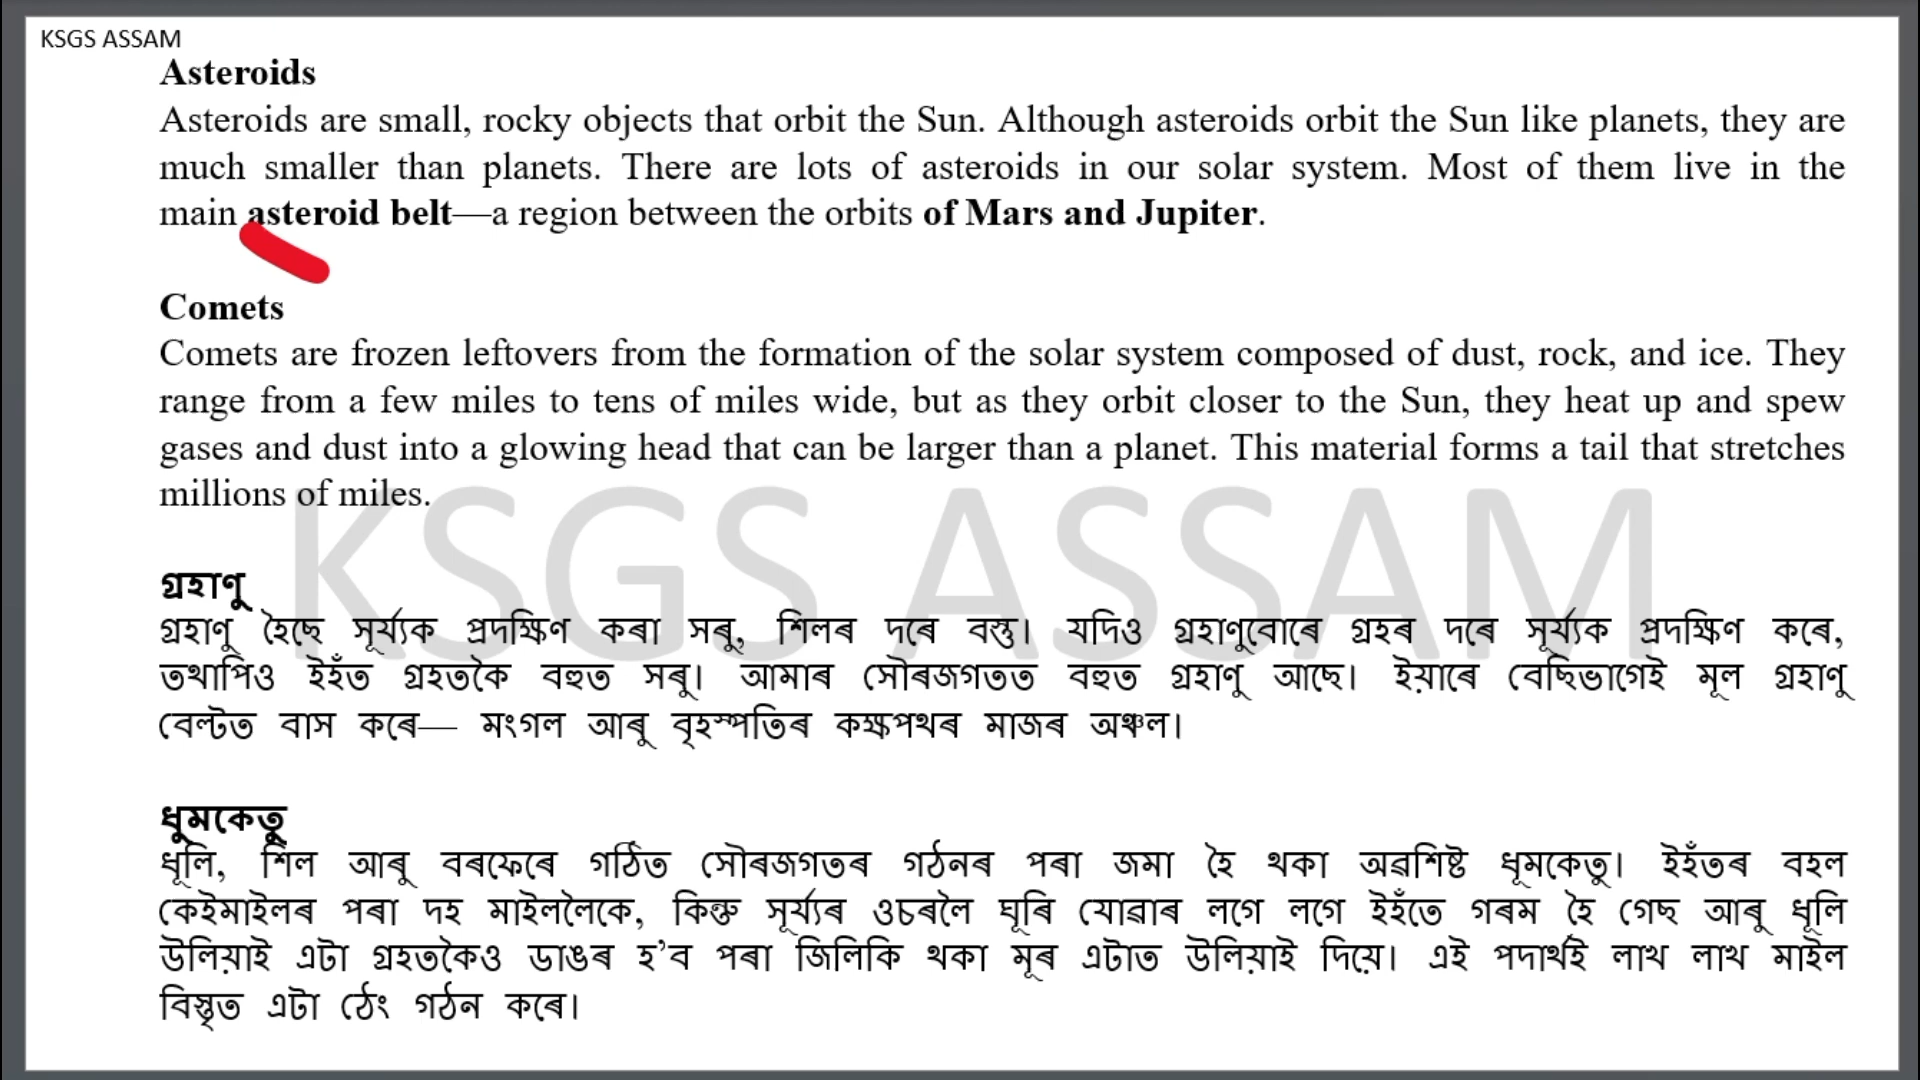 KSGS ASSAM
Asteroids
Asteroids are small, rocky objects that orbit the Sun. Although asteroids orbit the Sun like planets, they are
much smaller than planets. There are lots of asteroids in our solar system. Most of them live in the
main asteroid belt—a region between the orbits of Mars and Jupiter.
Comets
Comets are frozen leftovers from the formation of the solar system composed of dust, rock, and ice. They
range from a few miles to tens of miles wide, but as they orbit closer to the Sun, they heat up and spew
gases and dust into a glowing head that can be larger than a planet. This material forms a tail that stretches
millions of miles.
KSGS ASSAM
গ্ৰহাণু
গ্ৰহাণু হৈছে সূৰ্য্যক প্ৰদক্ষিণ কৰা সৰু, শিলৰ দৰে বস্তু। যদিও গ্ৰহাণুবোৰে গ্ৰহৰ দৰে সূৰ্য্যক প্ৰদক্ষিণ কৰে,
তথাপিও ইহঁত গ্ৰহতকৈ বহুত সৰু। আমাৰ সৌৰজগতত বহুত গ্ৰহাণু আছে। ইয়াৰে বেছিভাগেই মূল গ্ৰহাণু
বেল্টত বাস কৰে— মংগল আৰু বৃহস্পতিৰ কক্ষপথৰ মাজৰ অঞ্চল।
ধুমকেতু
ধূলি, শিল আৰু বৰফেৰে গঠিত সৌৰজগতৰ গঠনৰ পৰা জমা হৈ থকা অৱশিষ্ট ধূমকেতু। ইহঁতৰ বহল
কেইমাইলৰ পৰা দহ মাইললৈকে, কিন্তু সূৰ্য্যৰ ওচৰলৈ ঘূৰি যোৱাৰ লগে লগে ইহঁতে গৰম হৈ গেছ আৰু ধূলি
উলিয়াই এটা গ্ৰহতকৈও ডাঙৰ হ’ব পৰা জিলিকি থকা মূৰ এটাত উলিয়াই দিয়ে। এই পদাৰ্থই লাখ লাখ মাইল
বিস্তৃত এটা ঠেং গঠন কৰে।